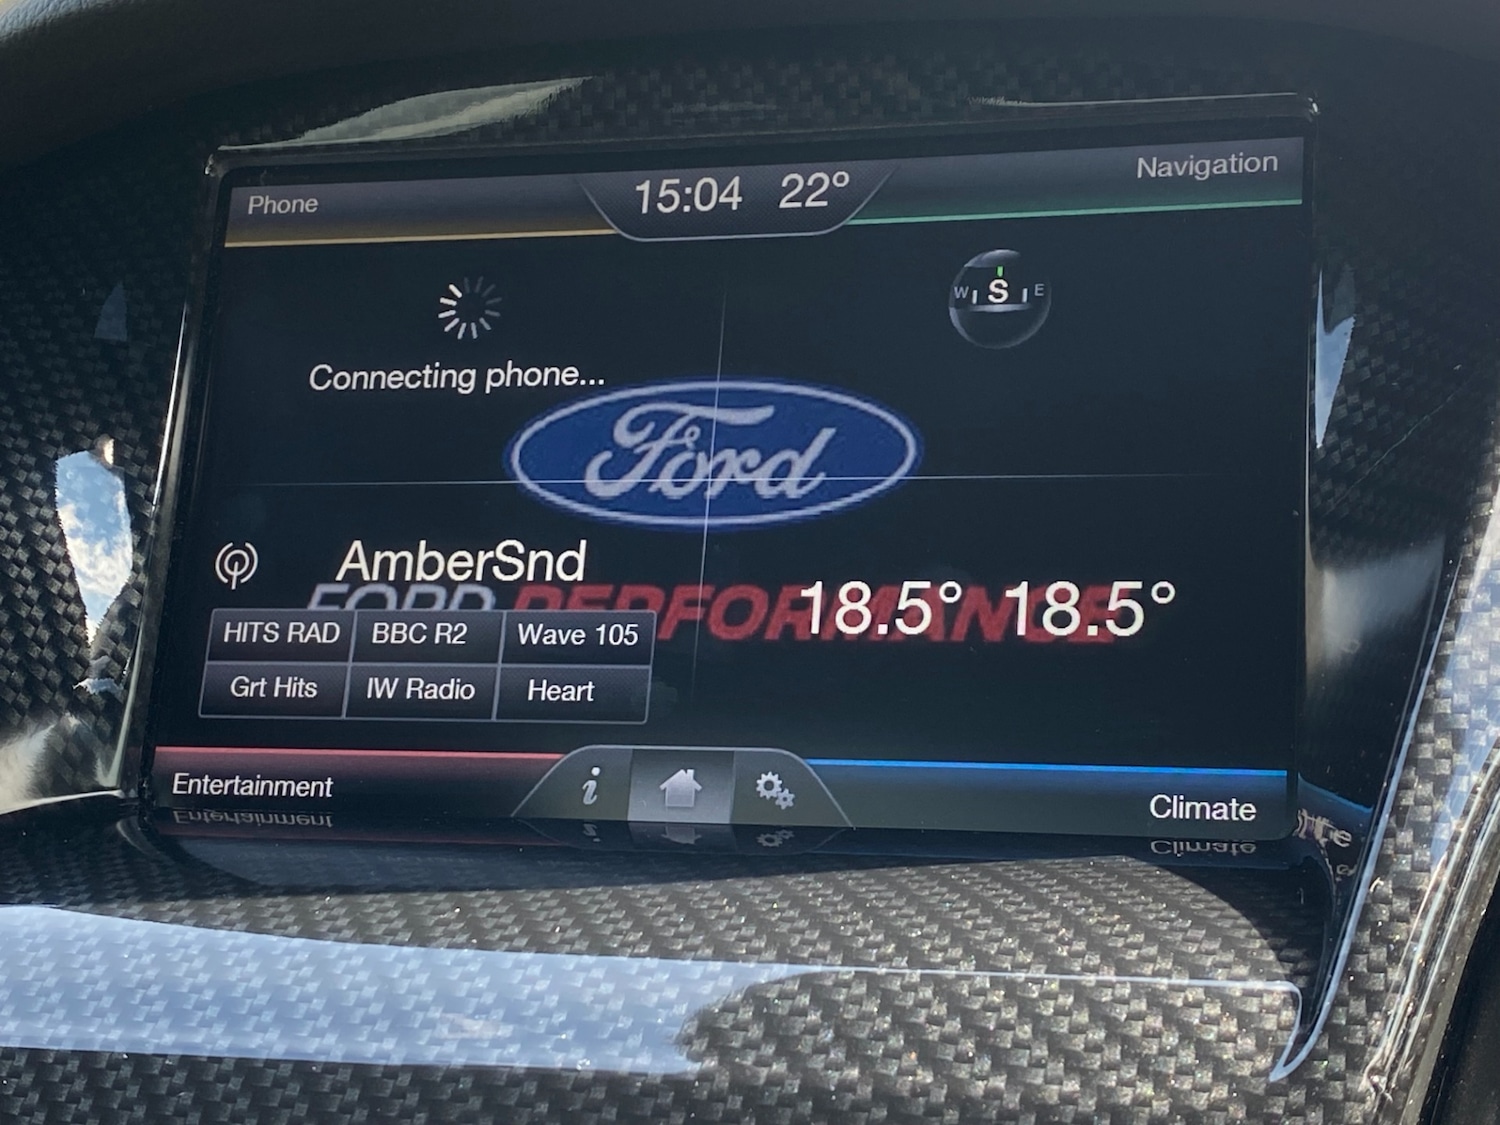 Phone
15:04 22°
Navigation
W S E
Connecting phone...
Ford
AmberSnd
FORD PERFORMANCE
18.5° 18.5°
HITS RAD BBC R2 Wave 105
Grt Hits IW Radio Heart
Entertainment
i
Climate